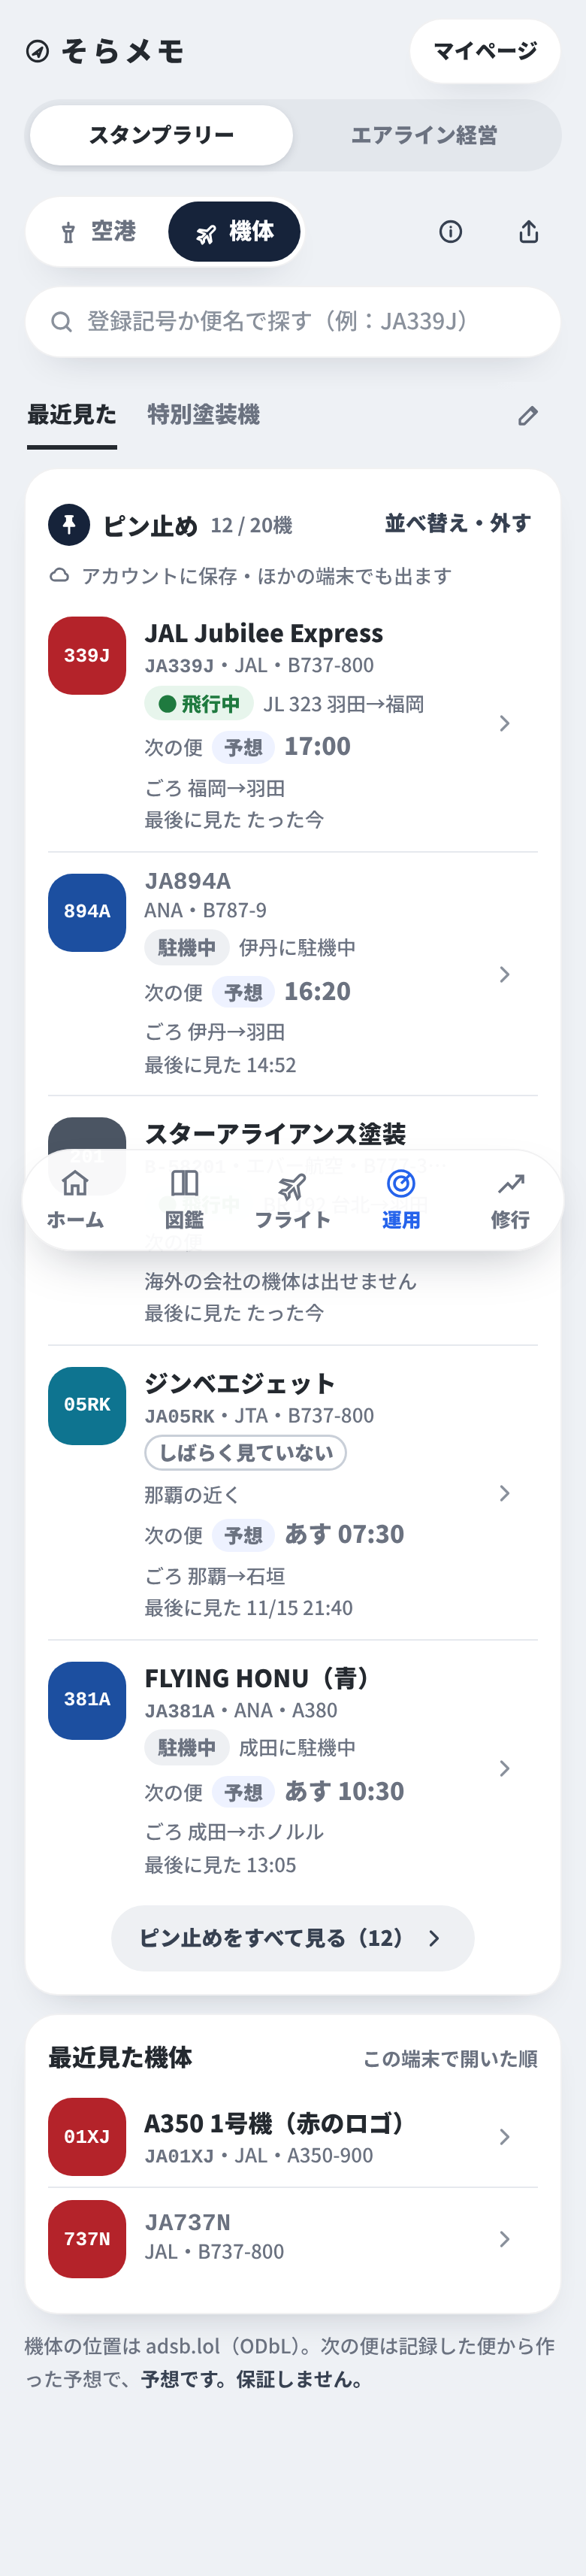 そらメモ
マイページ
スタンプラリー
エアライン経営
空港
機体
登録記号か便名で探す（例：JA339J）
最近見た
特別塗装機
ピン止め 12 / 20機
並べ替え・外す
アカウントに保存・ほかの端末でも出ます
339J
JAL Jubilee Express
JA339J・JAL・B737-800
飛行中 JL 323 羽田→福岡
次の便 予想 17:00
ごろ 福岡→羽田
最後に見た たった今
894A
JA894A
ANA・B787-9
駐機中 伊丹に駐機中
次の便 予想 16:20
ごろ 伊丹→羽田
最後に見た 14:52
スターアライアンス塗装
エバー航空
次の便
ホーム
図鑑
フライト
運用
修行
海外の会社の機体は出せません
最後に見た たった今
05RK
ジンベエジェット
JA05RK・JTA・B737-800
しばらく見ていない
那覇の近く
次の便 予想 あす 07:30
ごろ 那覇→石垣
最後に見た 11/15 21:40
381A
FLYING HONU（青）
JA381A・ANA・A380
駐機中 成田に駐機中
次の便 予想 あす 10:30
ごろ 成田→ホノルル
最後に見た 13:05
ピン止めをすべて見る（12）
最近見た機体
この端末で開いた順
01XJ
A350 1号機（赤のロゴ）
JA01XJ・JAL・A350-900
737N
JA737N
JAL・B737-800
機体の位置は adsb.lol（ODbL）。次の便は記録した便から作
った予想で、予想です。保証しません。